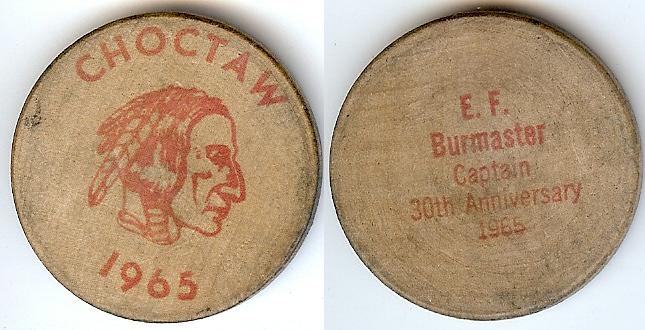 CHOCTAW
1965
E. F.
Burmaster
Captain
30th Anniversary
1965